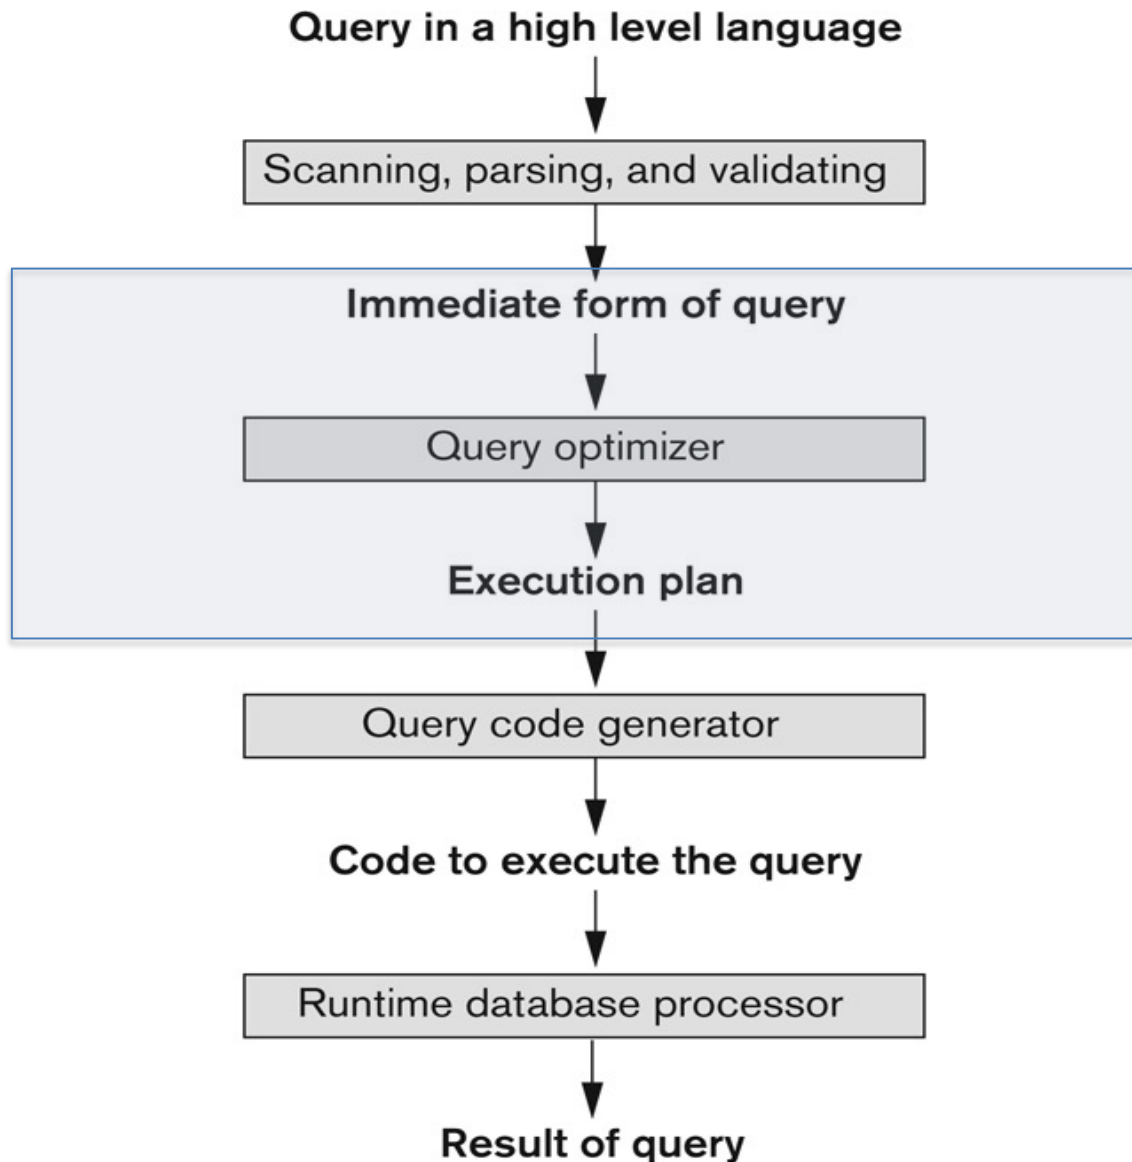 Query in a high level language
Scanning, parsing, and validating
Immediate form of query
Query optimizer
Execution plan
Query code generator
Code to execute the query
Runtime database processor
Result of query